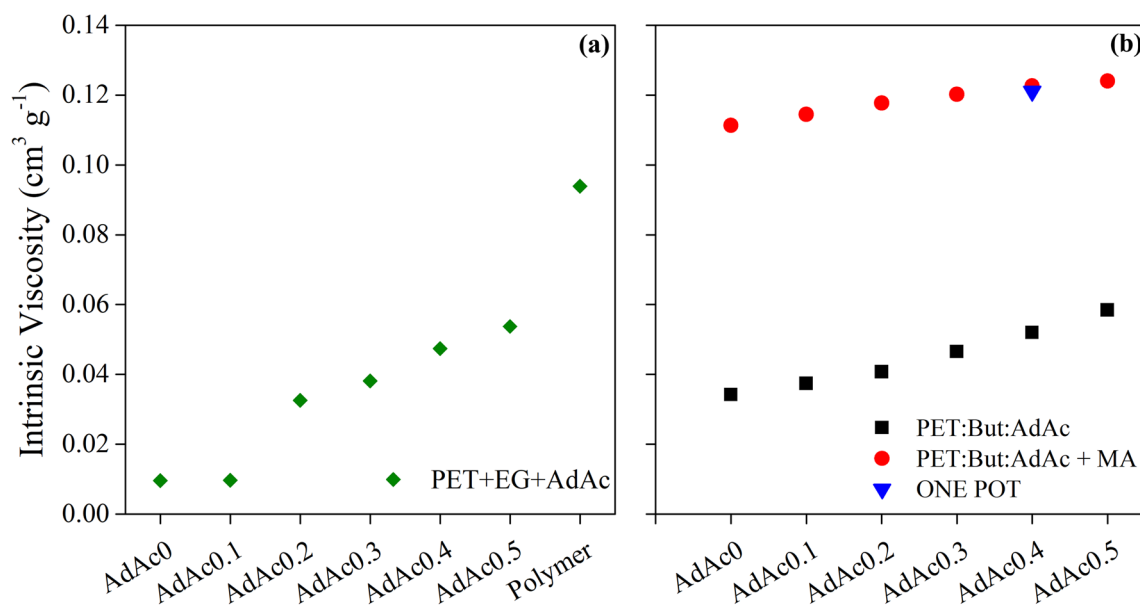 (a)
(b)
Intrinsic Viscosity (cm³ g⁻¹)
0.14
0.12
0.10
0.08
0.06
0.04
0.02
0.00
PET+EG+AdAc
PET:But:AdAc
PET:But:AdAc + MA
ONE POT
AdAc0
AdAc0.1
AdAc0.2
AdAc0.3
AdAc0.4
AdAc0.5
Polymer
AdAc0
AdAc0.1
AdAc0.2
AdAc0.3
AdAc0.4
AdAc0.5